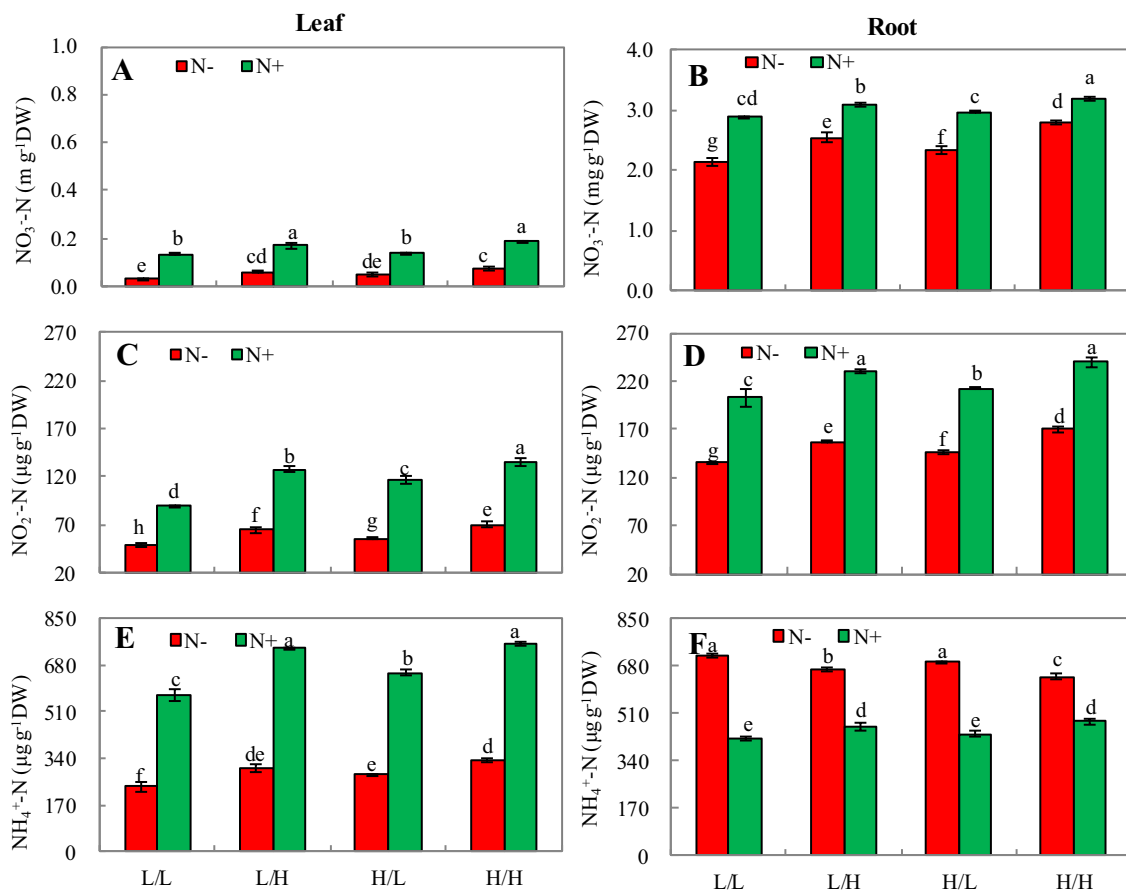 Leaf
Root
A
N-
N+
NO₃⁻-N (m g⁻¹DW)
1.0
0.8
0.6
0.4
0.2
0.0
e
b
cd
a
de
b
c
a
B
N-
N+
NO₃⁻-N (mg g⁻¹DW)
4.0
3.0
2.0
1.0
0.0
g
cd
e
b
f
c
d
a
C
N-
N+
NO₂⁻-N (µg g⁻¹DW)
270
220
170
120
70
20
h
d
f
b
g
c
e
a
D
N-
N+
NO₂⁻-N (µg g⁻¹DW)
270
220
170
120
70
20
g
c
e
a
f
b
d
a
E
N-
N+
NH₄⁺-N (µg g⁻¹DW)
850
680
510
340
170
0
f
c
de
a
e
b
d
a
L/L
L/H
H/L
H/H
F
N-
N+
NH₄⁺-N (µg g⁻¹DW)
850
680
510
340
170
0
a
e
b
d
a
e
c
d
L/L
L/H
H/L
H/H